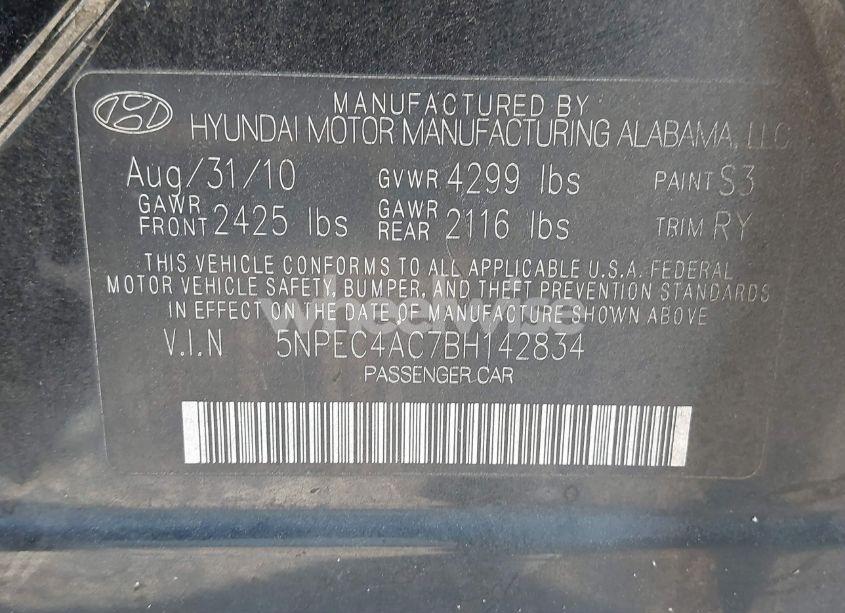 MANUFACTURED BY
HYUNDAI MOTOR MANUFACTURING ALABAMA, LLC
Aug/31/10 GVWR 4299 lbs PAINT S3
GAWR FRONT 2425 lbs GAWR REAR 2116 lbs TRIM RY
THIS VEHICLE CONFORMS TO ALL APPLICABLE U.S.A. FEDERAL
MOTOR VEHICLE SAFETY, BUMPER, AND THEFT PREVENTION STANDARDS
IN EFFECT ON THE DATE OF MANUFACTURE SHOWN ABOVE
wheelwise
V.I.N 5NPEC4AC7BH142834
PASSENGER CAR